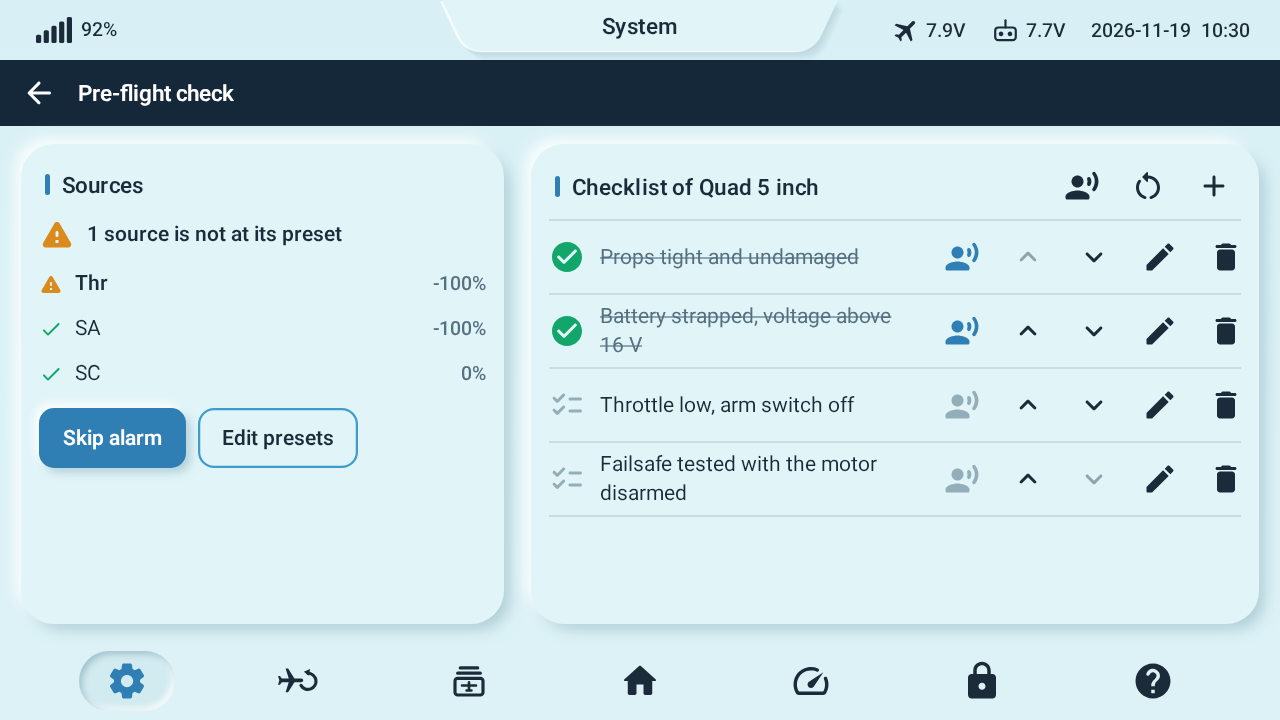 92%
System
7.9V
7.7V
2026-11-19 10:30
Pre-flight check
Sources
1 source is not at its preset
Thr -100%
SA -100%
SC 0%
Skip alarm
Edit presets
Checklist of Quad 5 inch
Props tight and undamaged
Battery strapped, voltage above
16 V
Throttle low, arm switch off
Failsafe tested with the motor
disarmed